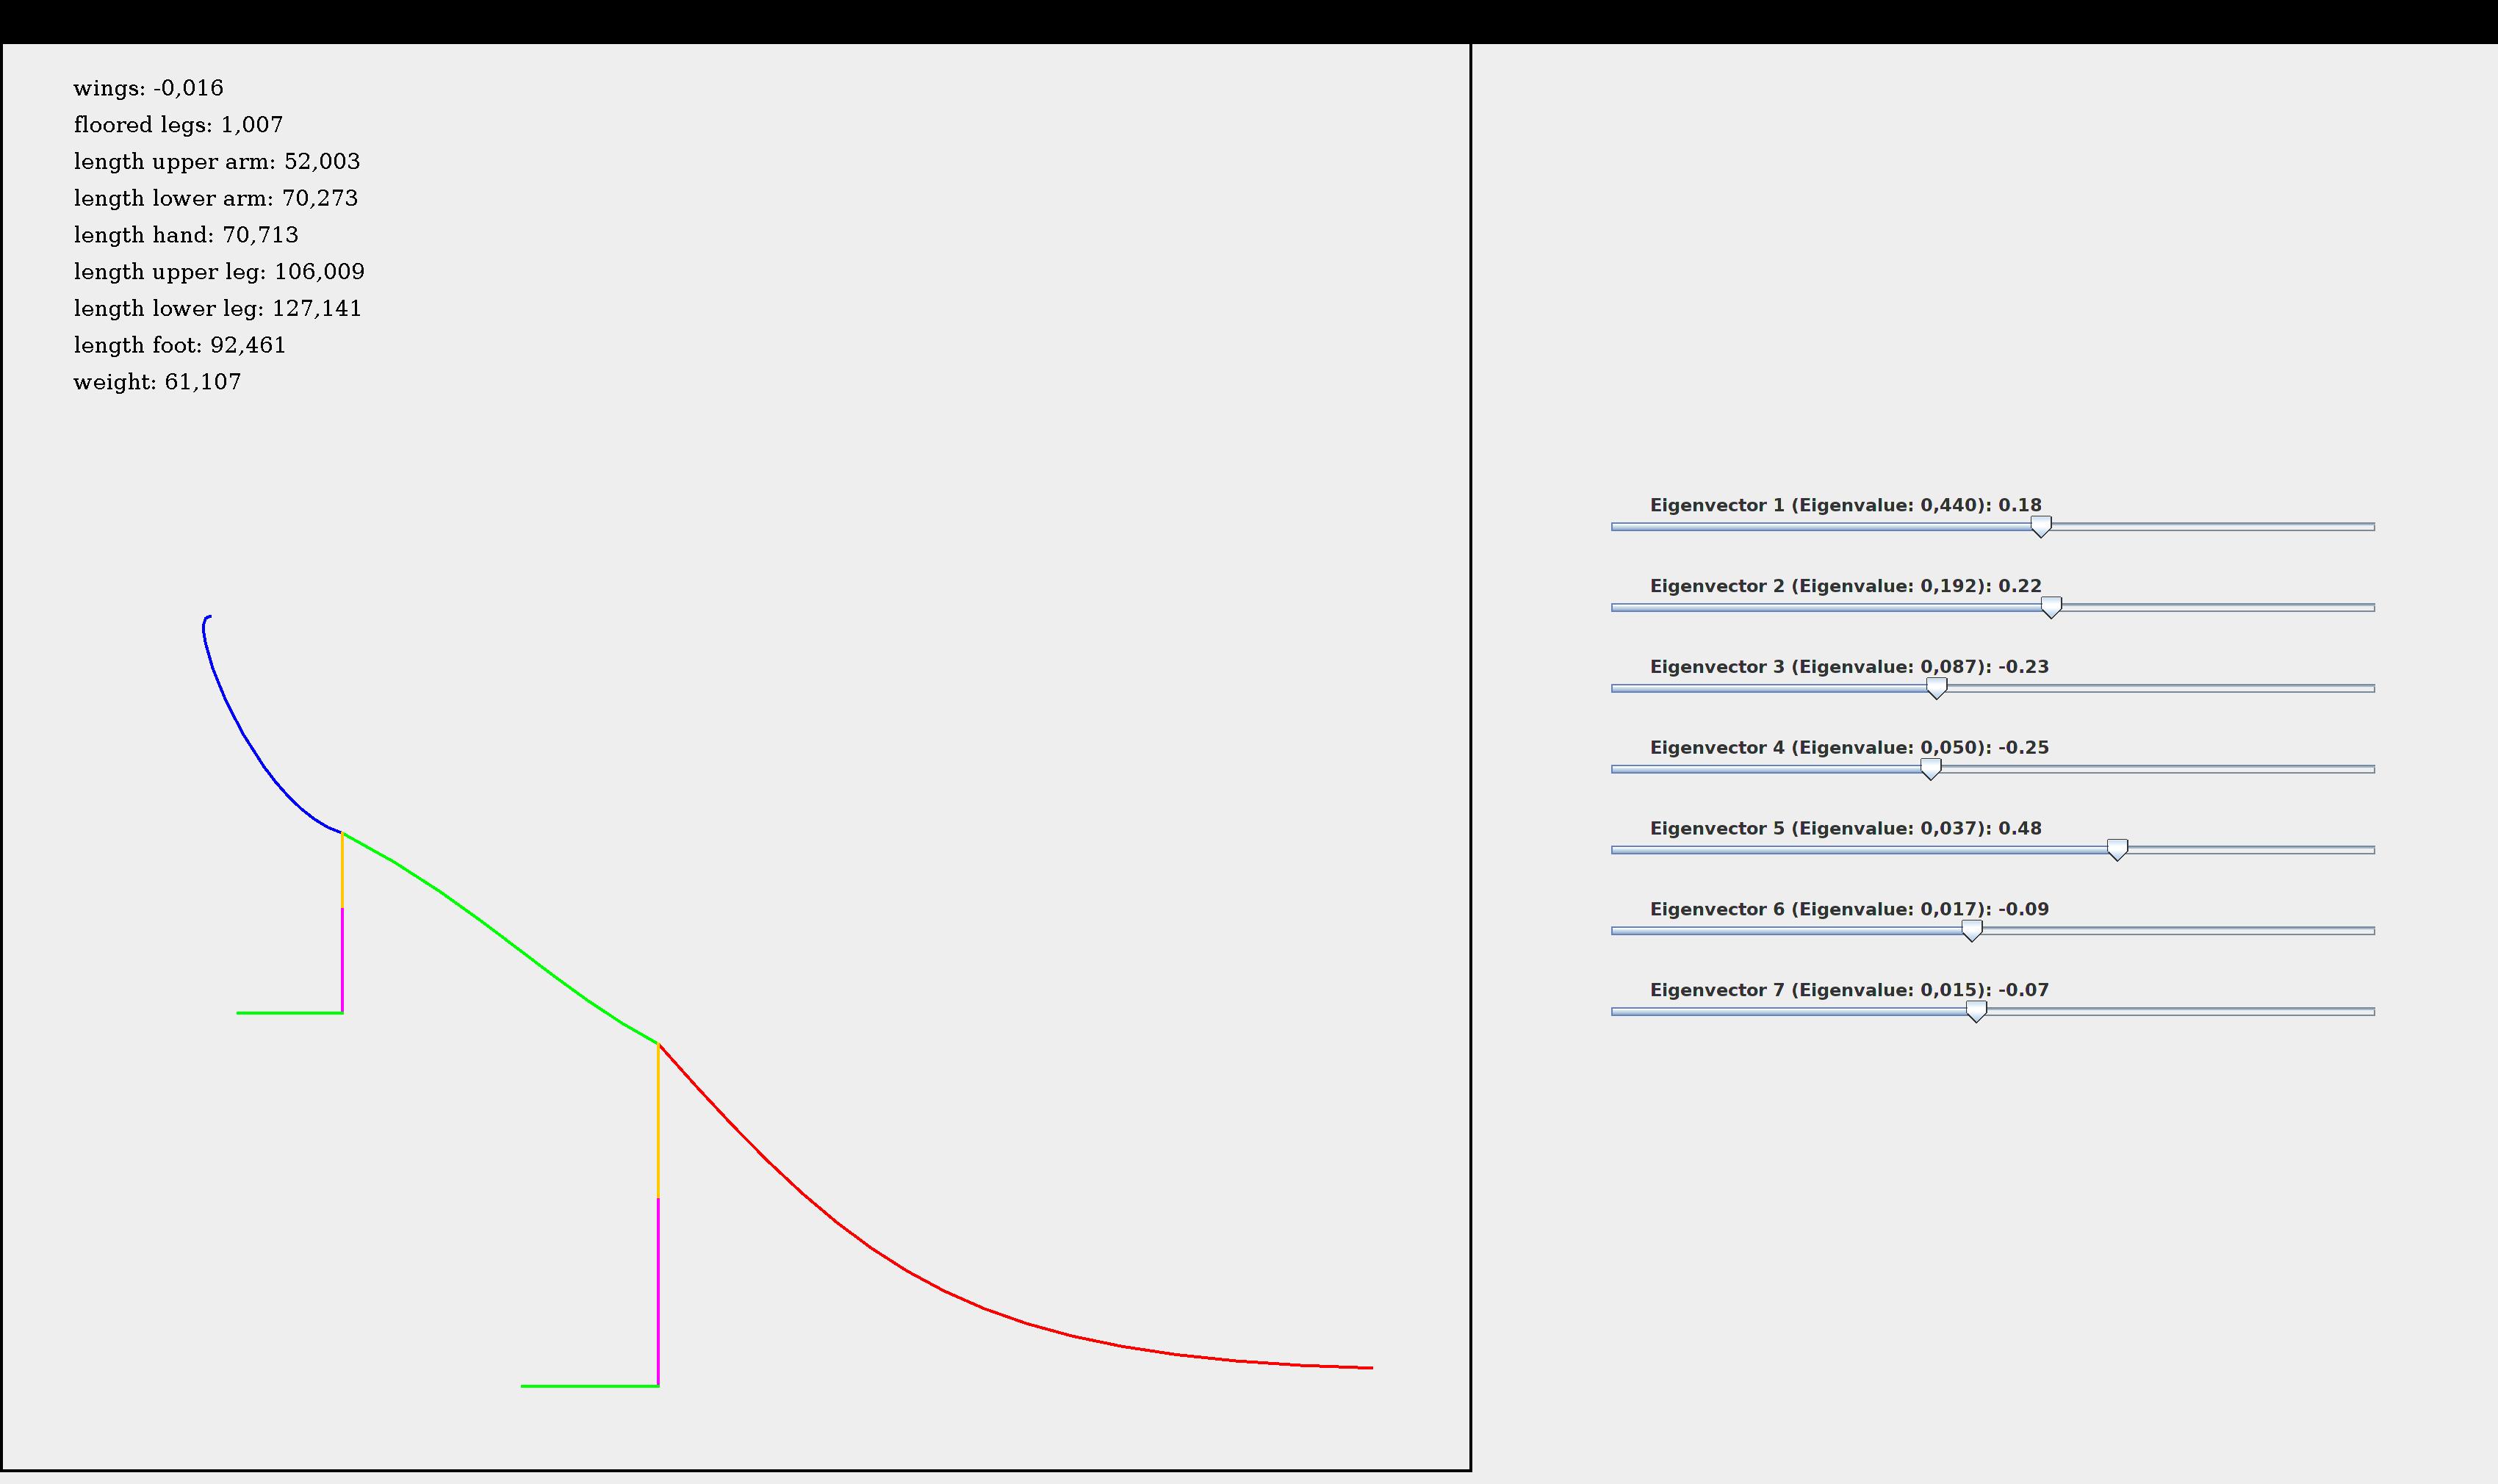 wings: -0,016
floored legs: 1,007
length upper arm: 52,003
length lower arm: 70,273
length hand: 70,713
length upper leg: 106,009
length lower leg: 127,141
length foot: 92,461
weight: 61,107
Eigenvector 1 (Eigenvalue: 0,440): 0.18
Eigenvector 2 (Eigenvalue: 0,192): 0.22
Eigenvector 3 (Eigenvalue: 0,087): -0.23
Eigenvector 4 (Eigenvalue: 0,050): -0.25
Eigenvector 5 (Eigenvalue: 0,037): 0.48
Eigenvector 6 (Eigenvalue: 0,017): -0.09
Eigenvector 7 (Eigenvalue: 0,015): -0.07